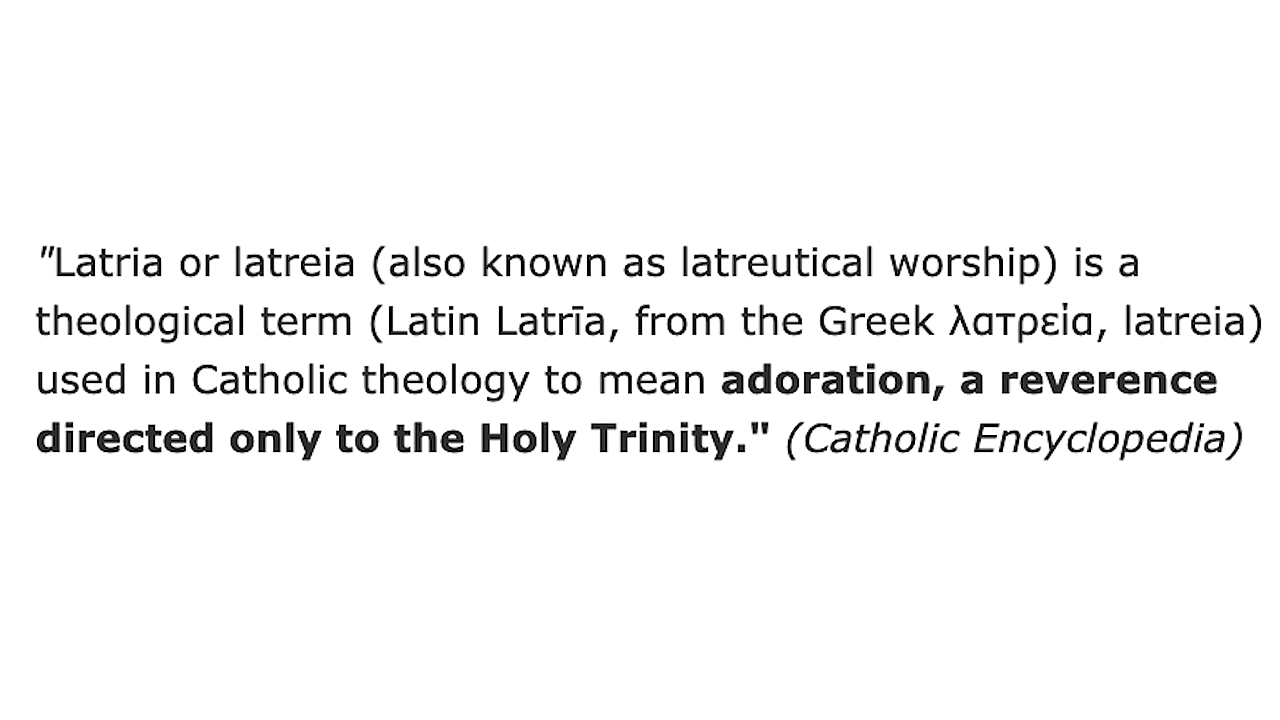 "Latria or latreia (also known as latreutical worship) is a
theological term (Latin Latrīa, from the Greek λατρεία, latreia)
used in Catholic theology to mean adoration, a reverence
directed only to the Holy Trinity." (Catholic Encyclopedia)